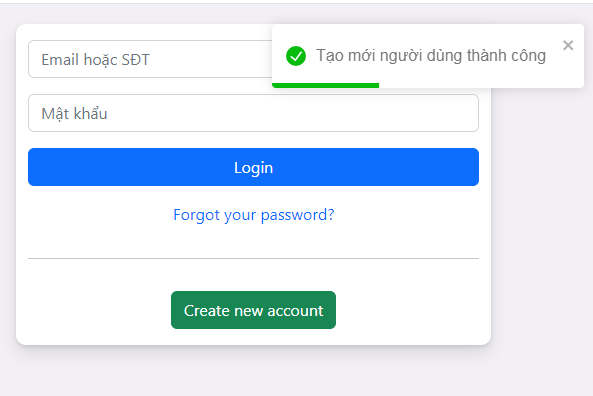 Email hoặc SĐT
Tạo mới người dùng thành công
Mật khẩu
Login
Forgot your password?
Create new account